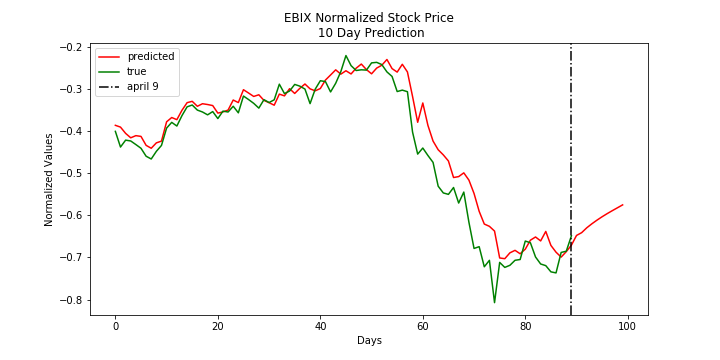 EBIX Normalized Stock Price
10 Day Prediction
predicted
true
april 9
−0.2
−0.3
−0.4
−0.5
−0.6
−0.7
−0.8
Normalized Values
0
20
40
60
80
100
Days